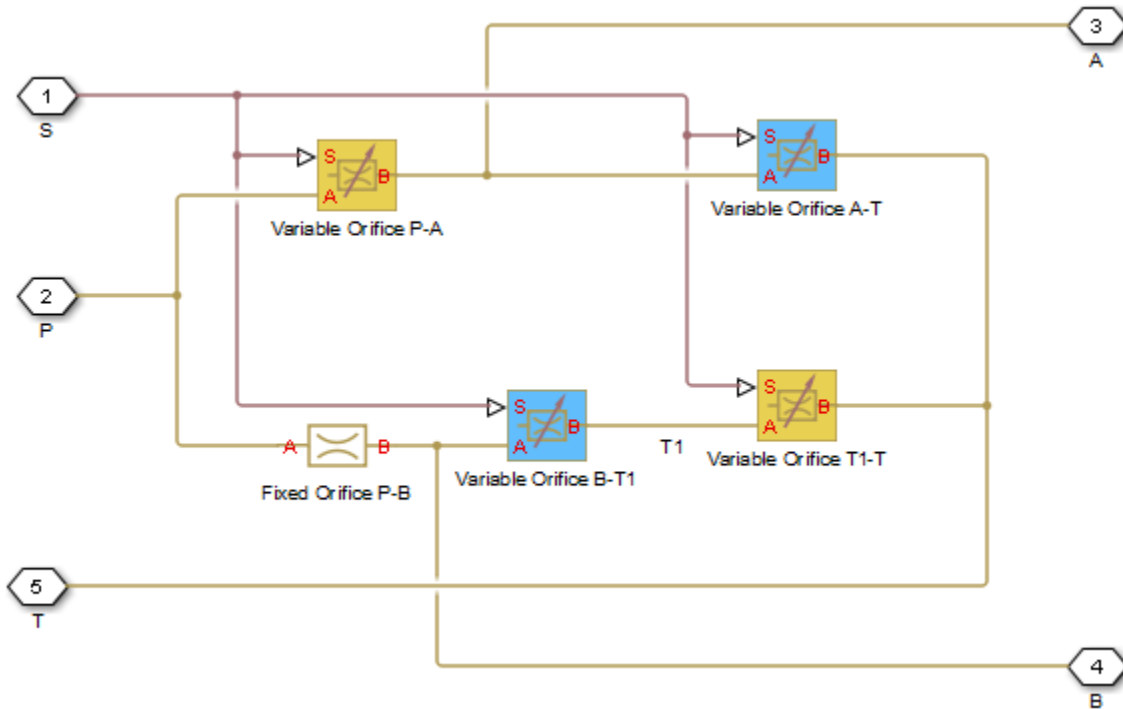 3
A
1
S
S
B
A
Variable Orifice P-A
S
B
A
Variable Orifice A-T
2
P
S
B
A
Variable Orifice B-T1
T1
S
B
A
Variable Orifice T1-T
A
B
Fixed Orifice P-B
5
T
4
B